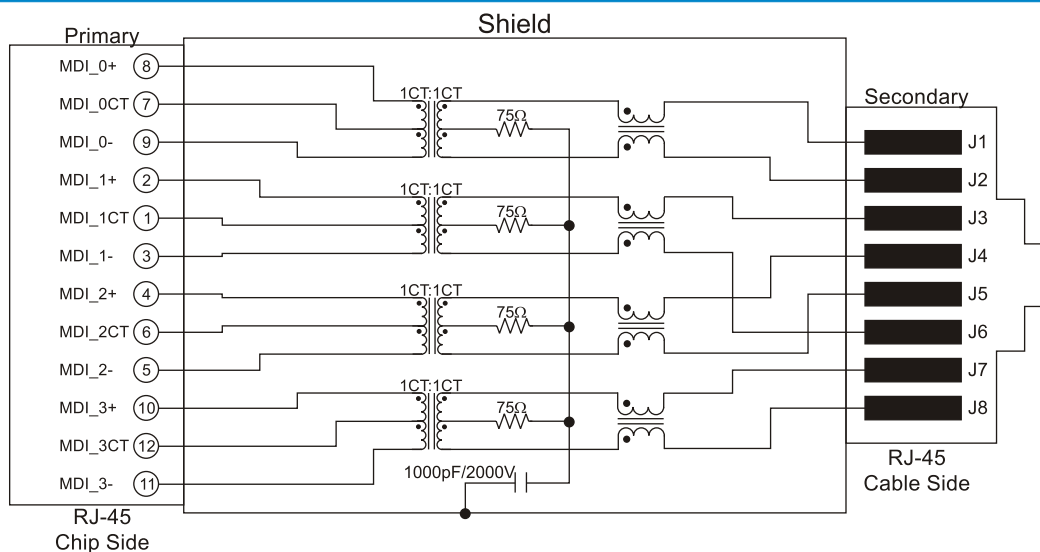 Shield
Primary
MDI_0+ 8
MDI_0CT 7
MDI_0- 9
MDI_1+ 2
MDI_1CT 1
MDI_1- 3
MDI_2+ 4
MDI_2CT 6
MDI_2- 5
MDI_3+ 10
MDI_3CT 12
MDI_3- 11
RJ-45
Chip Side
1CT:1CT
75Ω
1CT:1CT
75Ω
1CT:1CT
75Ω
1CT:1CT
75Ω
1000pF/2000V
Secondary
J1
J2
J3
J4
J5
J6
J7
J8
RJ-45
Cable Side